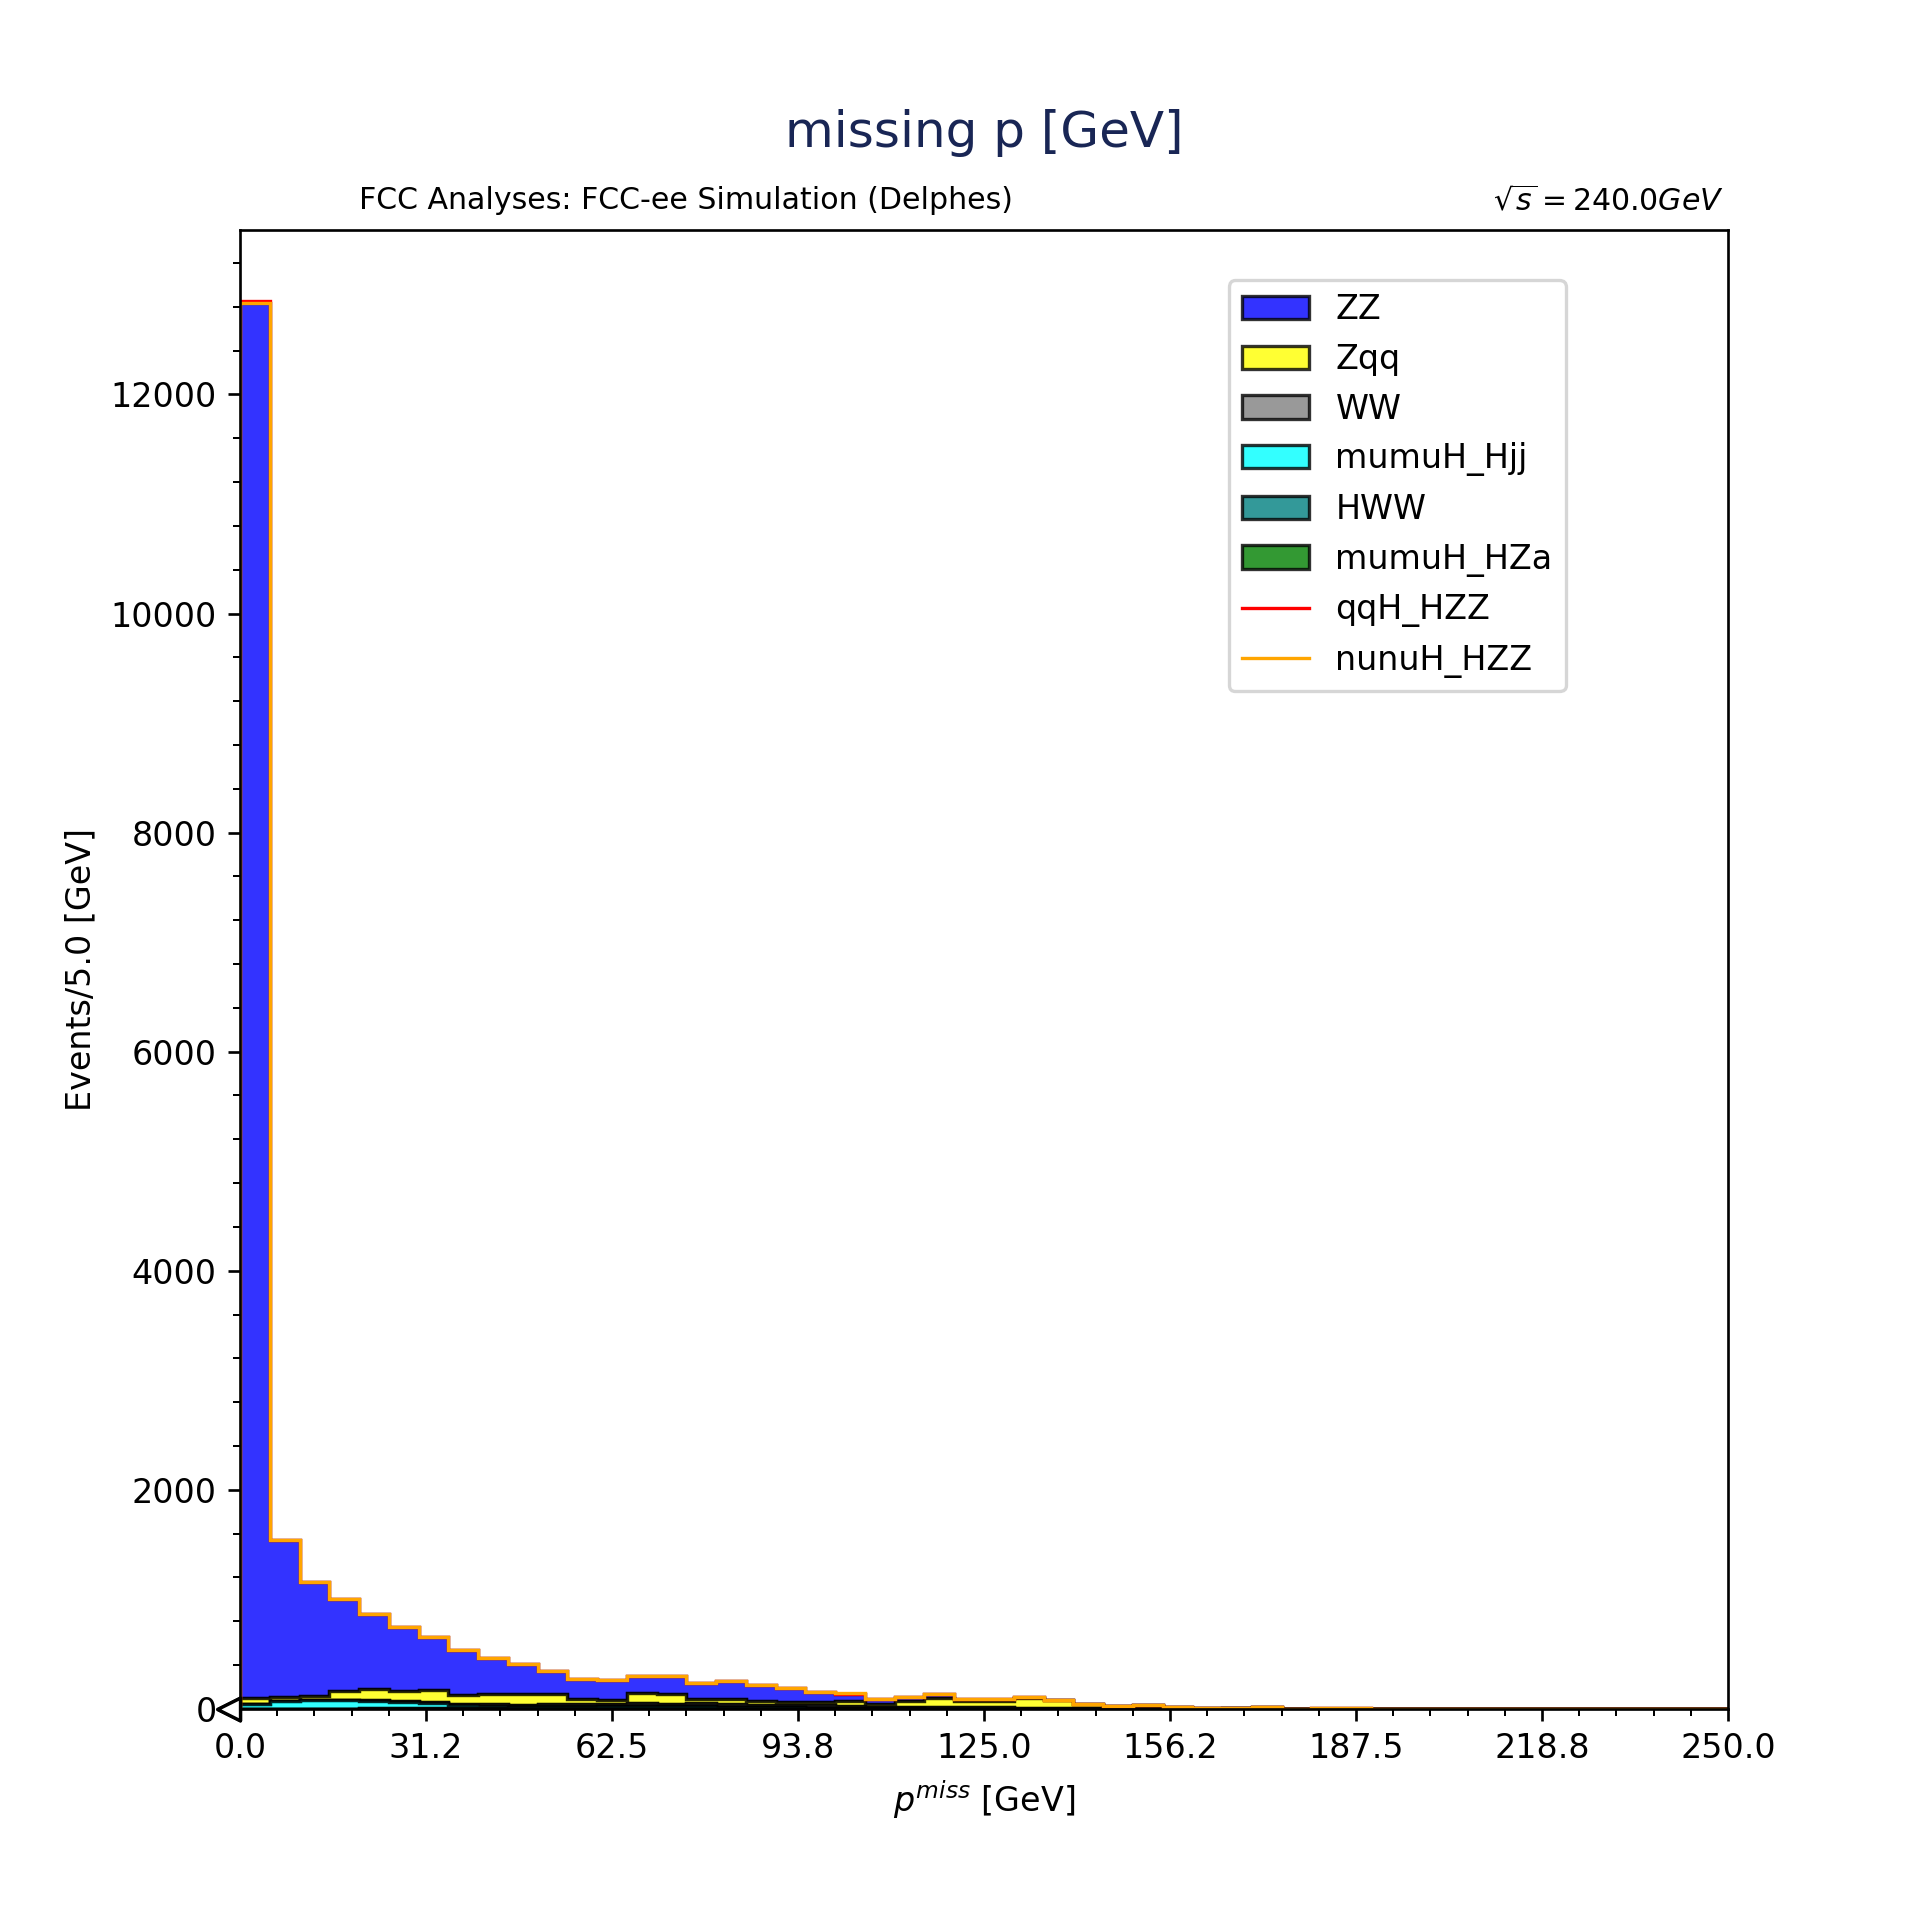 missing p [GeV]
FCC Analyses: FCC-ee Simulation (Delphes)
√s = 240.0GeV
ZZ
Zqq
WW
mumuH_Hjj
HWW
mumuH_HZa
qqH_HZZ
nunuH_HZZ
Events/5.0 [GeV]
12000
10000
8000
6000
4000
2000
0
0.0 31.2 62.5 93.8 125.0 156.2 187.5 218.8 250.0
p^miss [GeV]